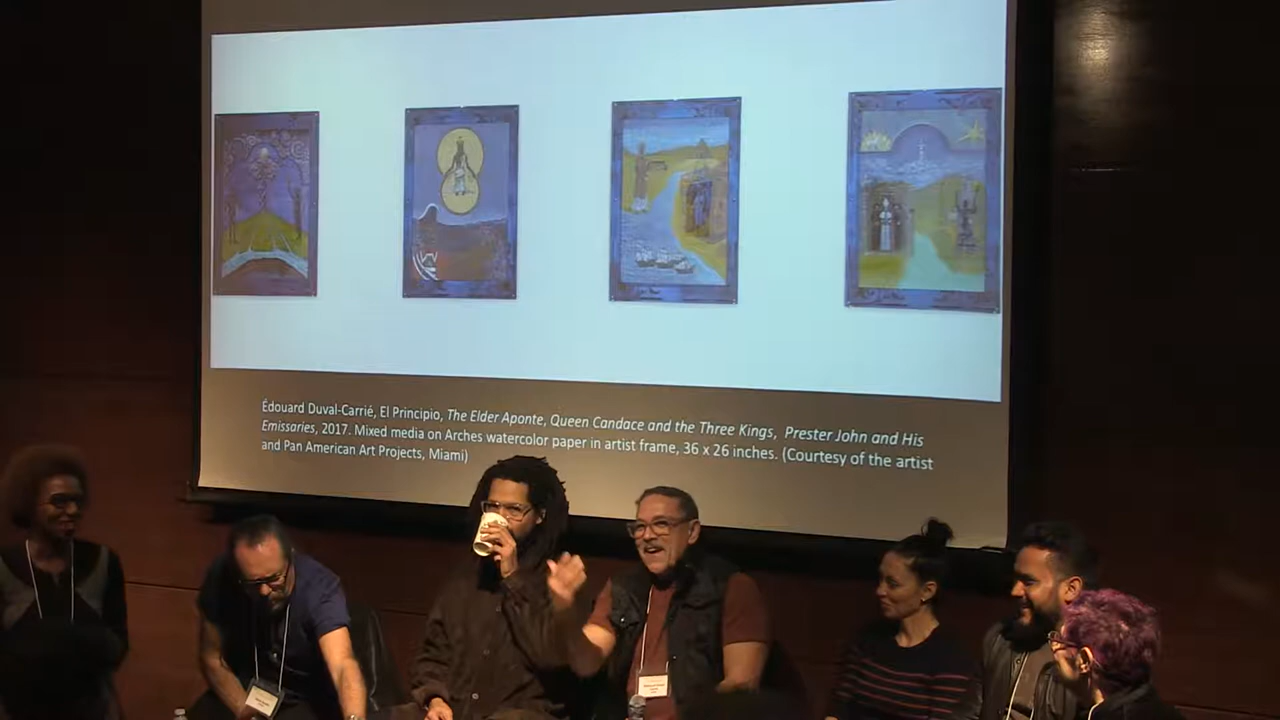 Édouard Duval-Carrié, El Principio, The Elder Aponte, Queen Candace and the Three Kings, Prester John and His
Emissaries, 2017. Mixed media on Arches watercolor paper in artist frame, 36 x 26 inches. (Courtesy of the artist
and Pan American Art Projects, Miami)